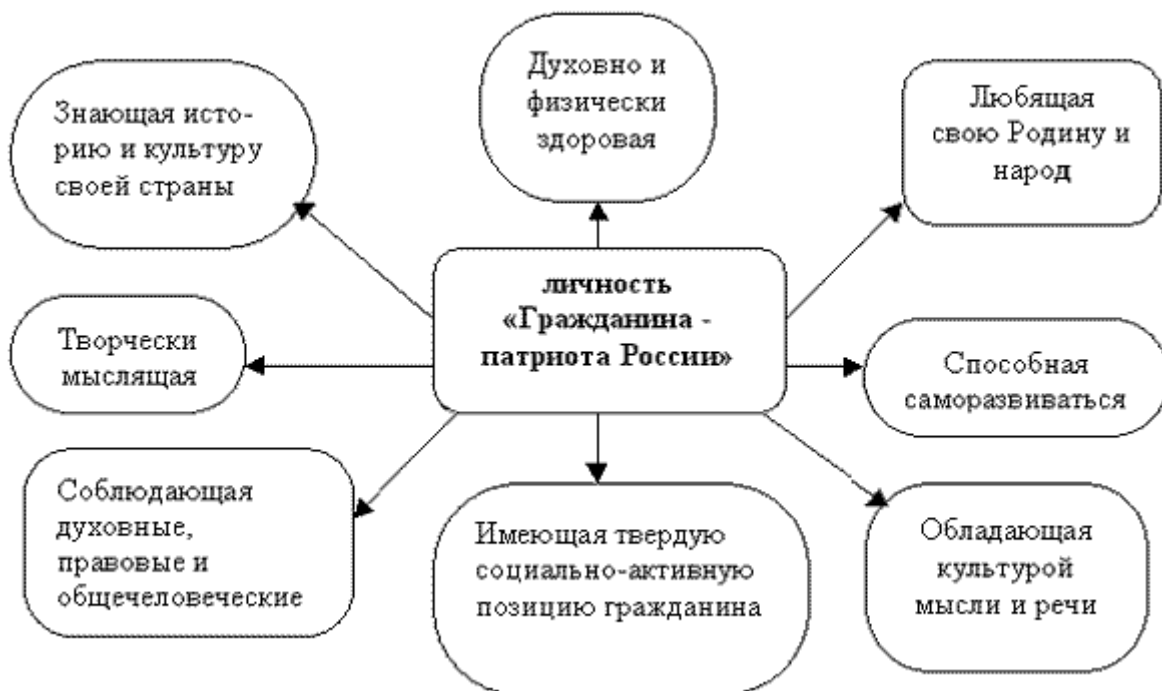 Духовно и
физически
здоровая
Знающая исто-
рию и культуру
своей страны
Любящая
свою Родину и
народ
личность
«Гражданина -
патриота России»
Творчески
мыслящая
Способная
саморазвиваться
Соблюдающая
духовные,
правовые и
общечеловеческие
Имеющая твердую
социально-активную
позицию гражданина
Обладающая
культурой
мысли и речи